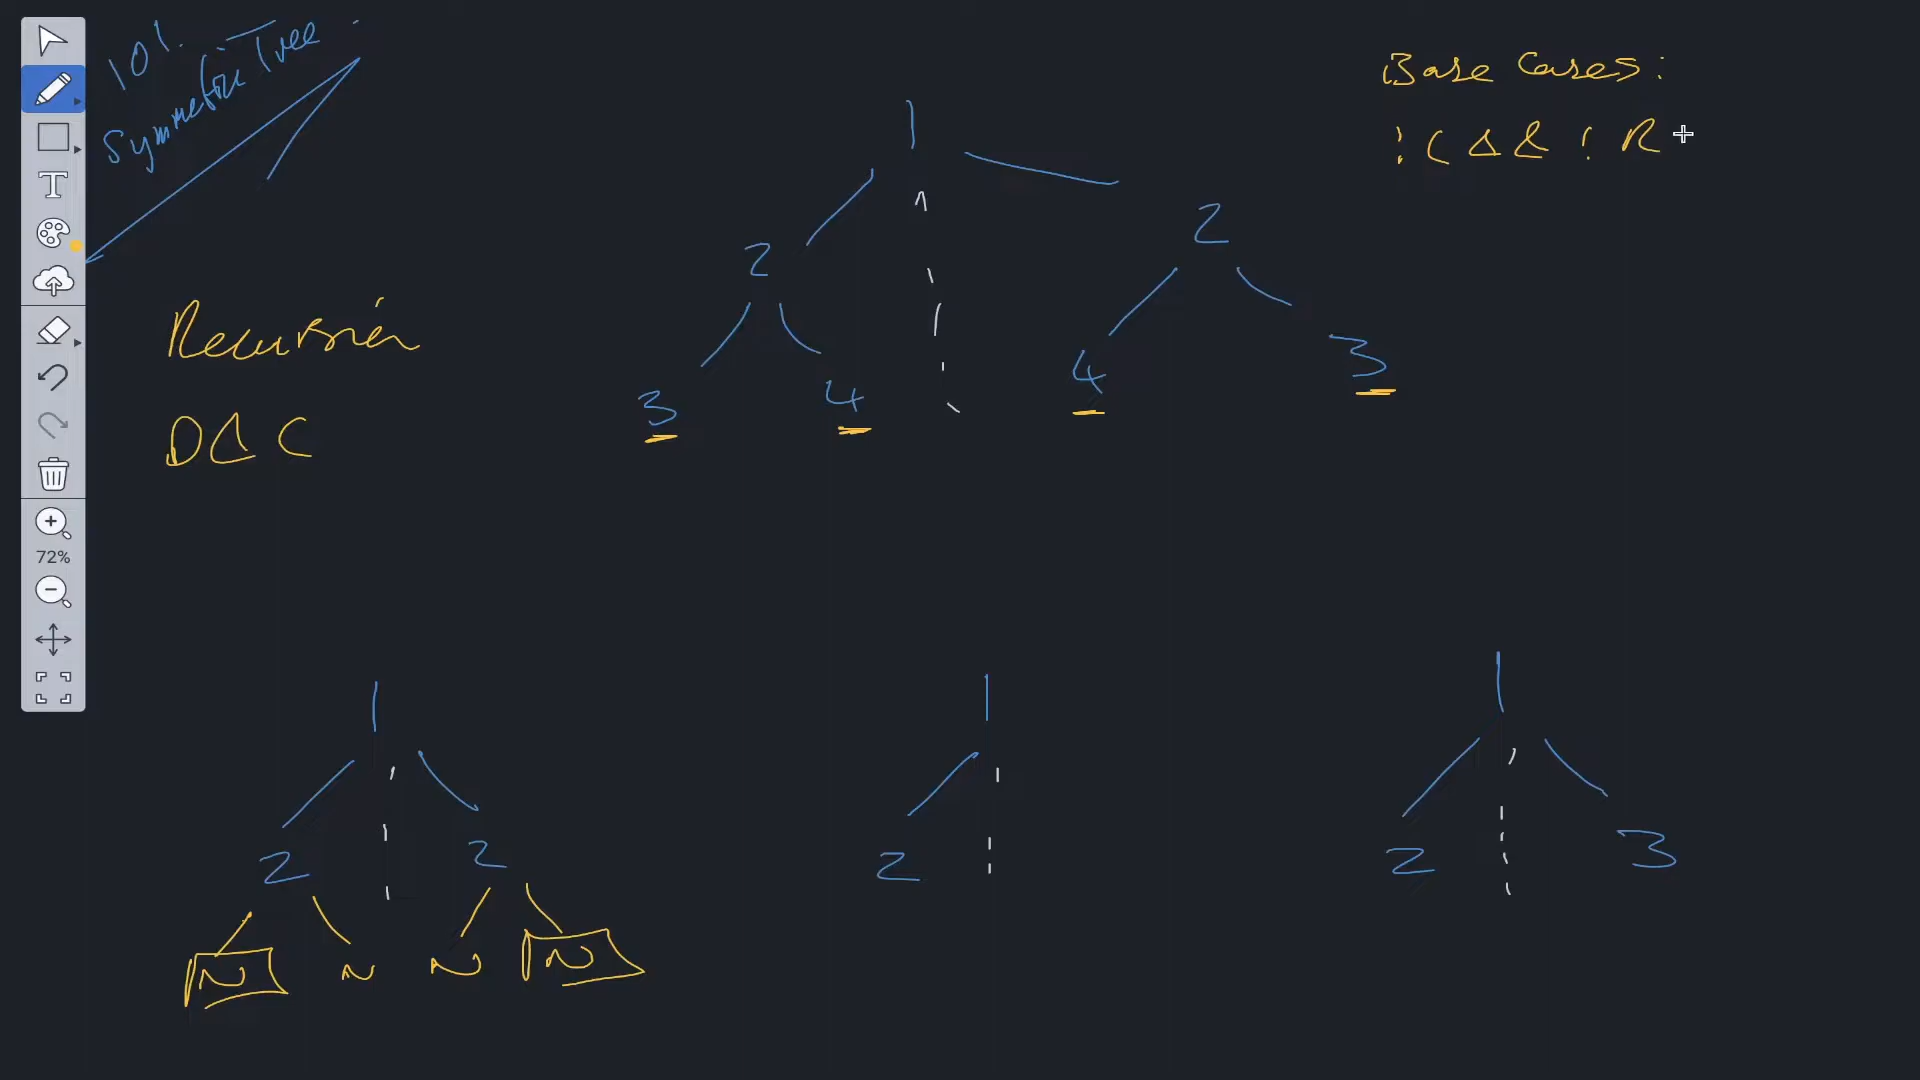 101.
Symmetric Tree.
Base Cases:
! L && ! R
1
2 2
3 4 4 3
Recursion
D&C
72%
1 1 1
2 2 2 2 3
N N N N